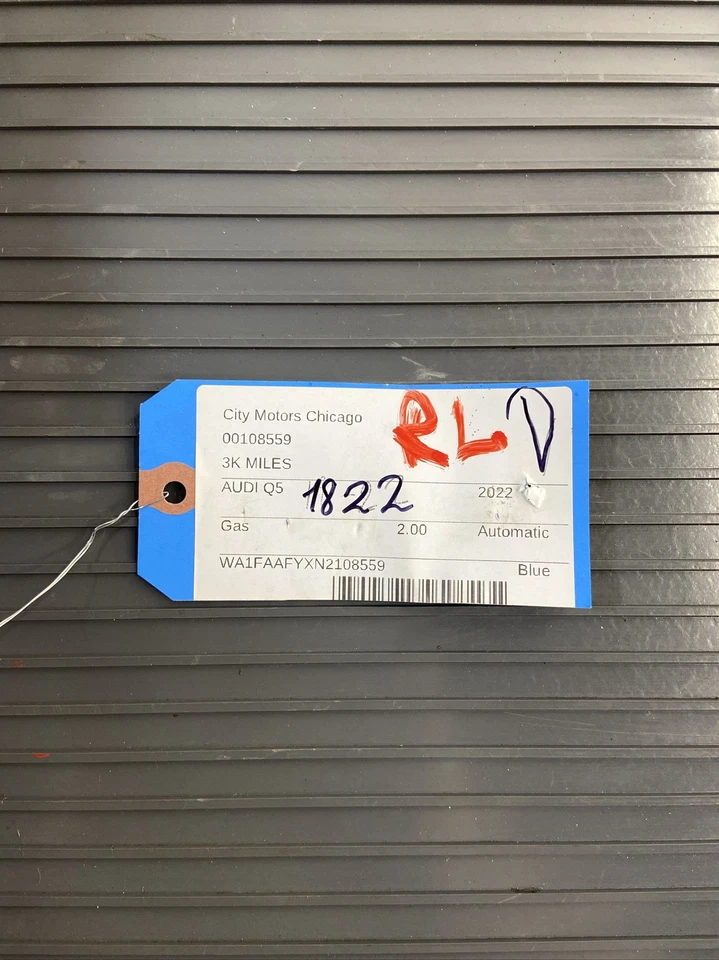 City Motors Chicago
RL. D
00108559
3K MILES
AUDI Q5 1822 2022
Gas 2.00 Automatic
WA1FAAFYXN2108559 Blue